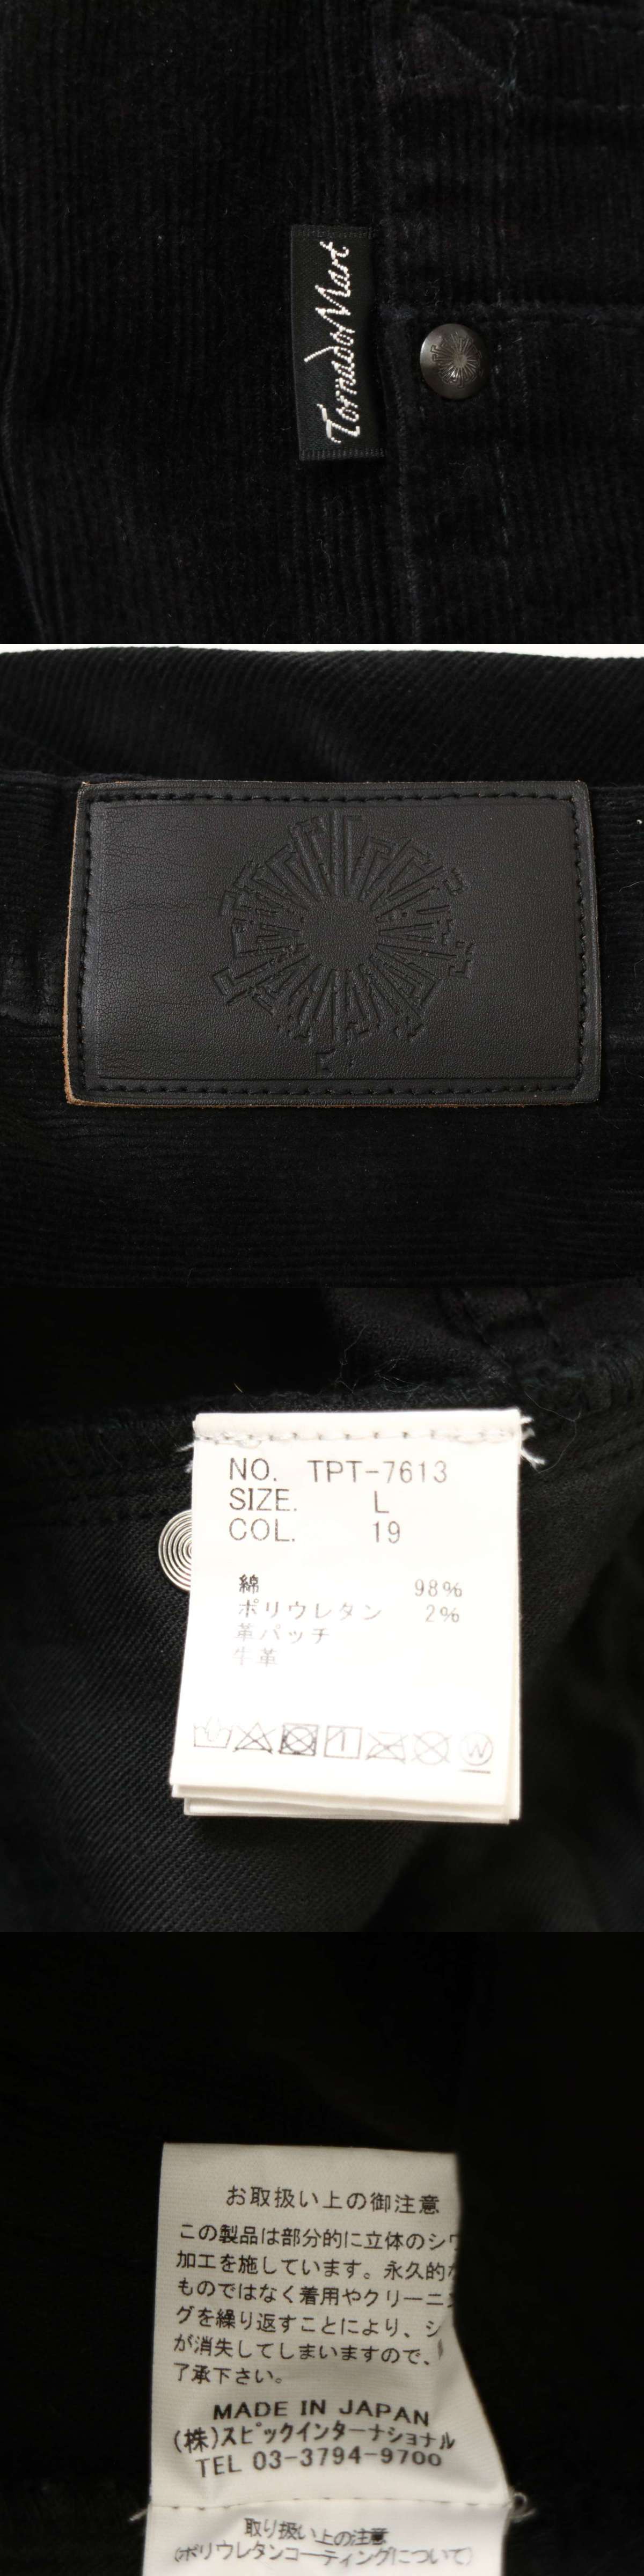 Tornado Mart
NO. TPT-7613
SIZE. L
COL. 19
綿 98%
ポリウレタン 2%
革パッチ
牛革
W
お取扱い上の御注意
この製品は部分的に立体のシワ
加工を施しています。永久的な
ものではなく着用やクリーニン
グを繰り返すことにより、シ
が消失してしまいますので、
了承下さい。
MADE IN JAPAN
(株)スピックインターナショナル
TEL 03-3794-9700
取り扱い上の注意
(ポリウレタンコーティングについて)